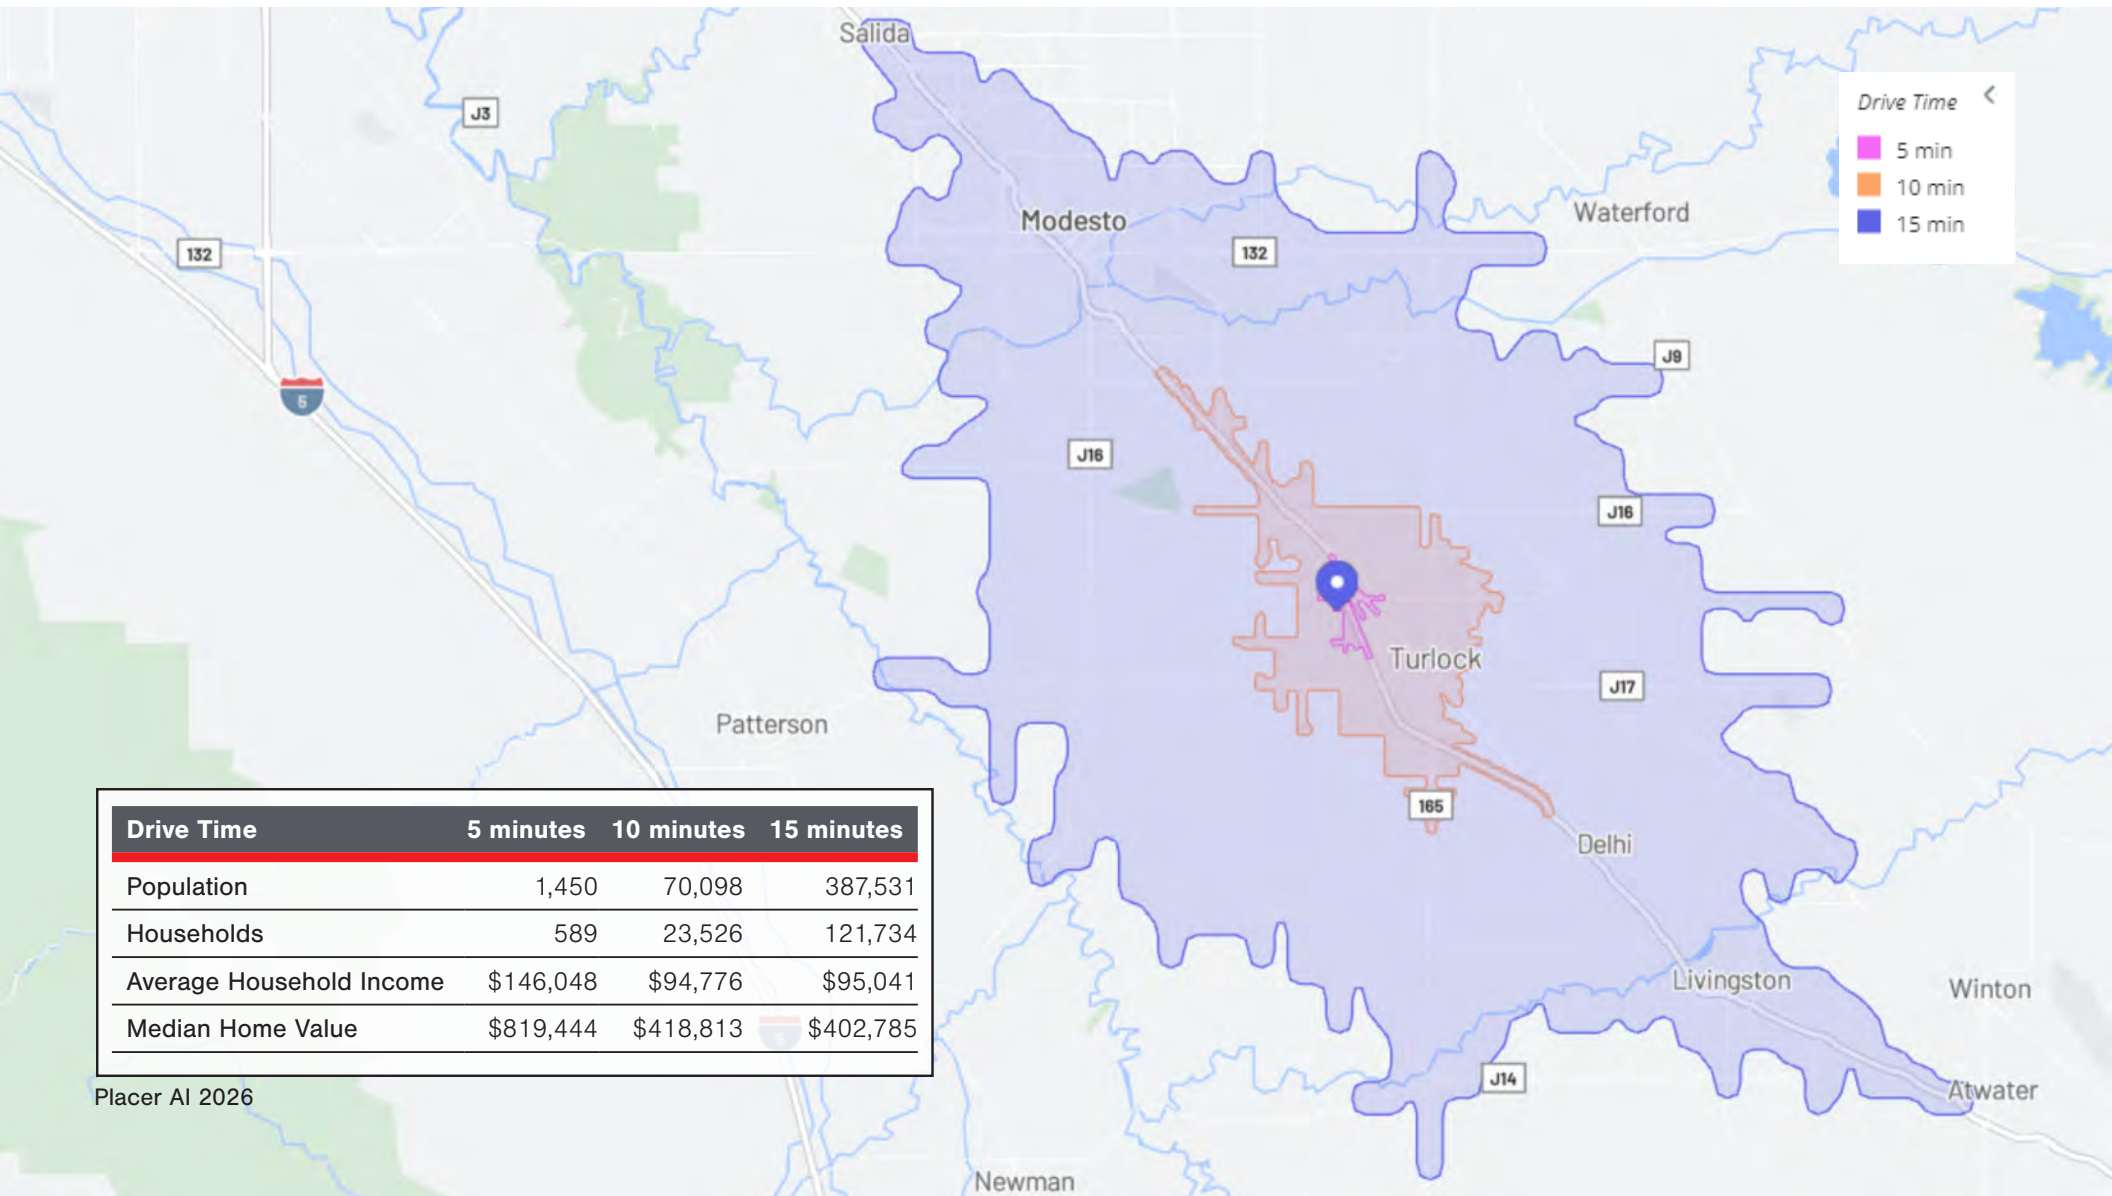 Salida
J3
Drive Time
5 min
10 min
15 min
Waterford
Modesto
132
132
J9
5
J16
J16
Turlock
J17
Patterson
165
Delhi
Drive Time 5 minutes 10 minutes 15 minutes
Population 1,450 70,098 387,531
Households 589 23,526 121,734
Average Household Income $146,048 $94,776 $95,041
Median Home Value $819,444 $418,813 $402,785
5
Placer AI 2026
Livingston
Winton
J14
Atwater
Newman